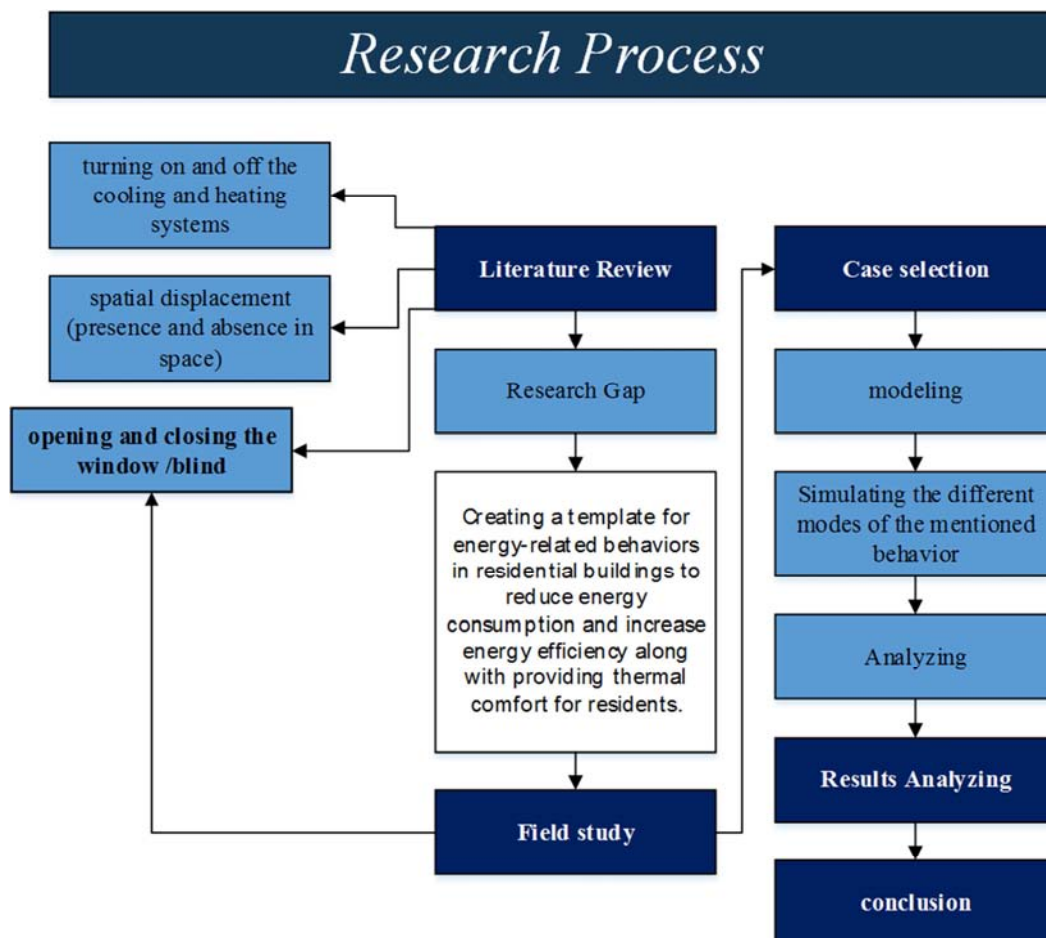 Research Process
turning on and off the
cooling and heating
systems
spatial displacement
(presence and absence in
space)
opening and closing the
window /blind
Literature Review
Research Gap
Creating a template for
energy-related behaviors
in residential buildings to
reduce energy
consumption and increase
energy efficiency along
with providing thermal
comfort for residents.
Field study
Case selection
modeling
Simulating the different
modes of the mentioned
behavior
Analyzing
Results Analyzing
conclusion